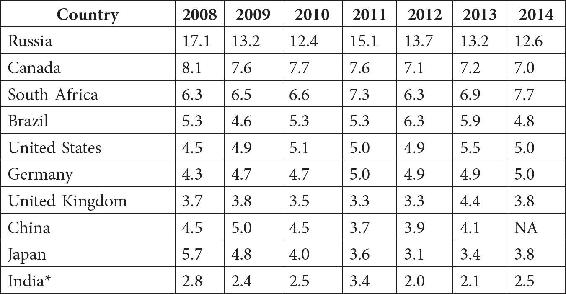 Country 2008 2009 2010 2011 2012 2013 2014
Russia 17.1 13.2 12.4 15.1 13.7 13.2 12.6
Canada 8.1 7.6 7.7 7.6 7.1 7.2 7.0
South Africa 6.3 6.5 6.6 7.3 6.3 6.9 7.7
Brazil 5.3 4.6 5.3 5.3 6.3 5.9 4.8
United States 4.5 4.9 5.1 5.0 4.9 5.5 5.0
Germany 4.3 4.7 4.7 5.0 4.9 4.9 5.0
United Kingdom 3.7 3.8 3.5 3.3 3.3 4.4 3.8
China 4.5 5.0 4.5 3.7 3.9 4.1 NA
Japan 5.7 4.8 4.0 3.6 3.1 3.4 3.8
India* 2.8 2.4 2.5 3.4 2.0 2.1 2.5